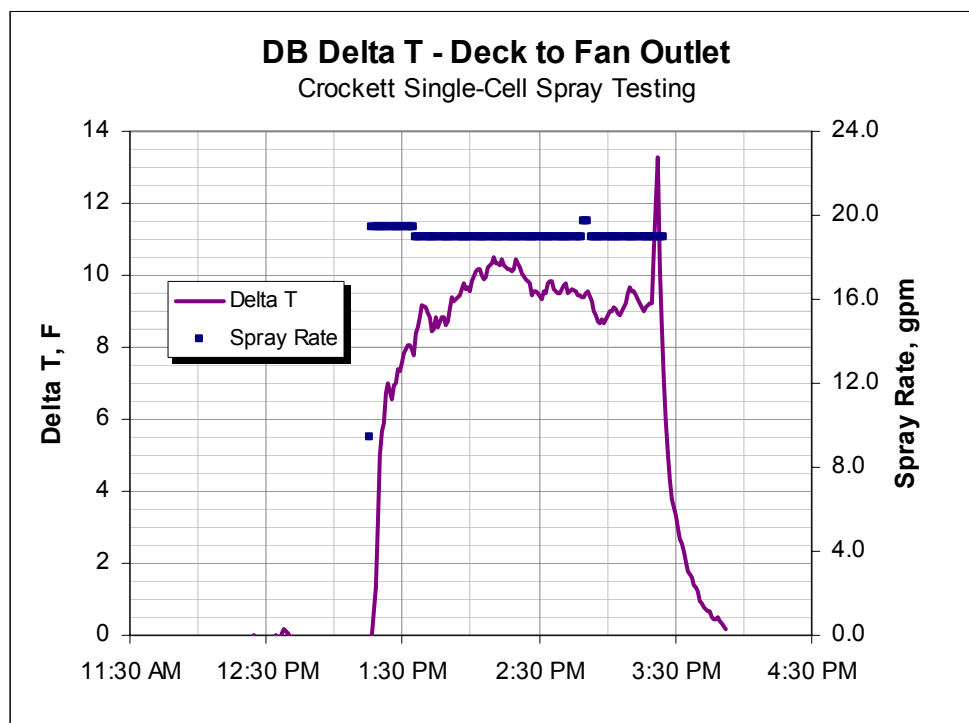 DB Delta T - Deck to Fan Outlet
Crockett Single-Cell Spray Testing
14
12
10
8
6
4
2
0
Delta T, F
24.0
20.0
16.0
12.0
8.0
4.0
0.0
Spray Rate, gpm
Delta T
Spray Rate
11:30 AM
12:30 PM
1:30 PM
2:30 PM
3:30 PM
4:30 PM